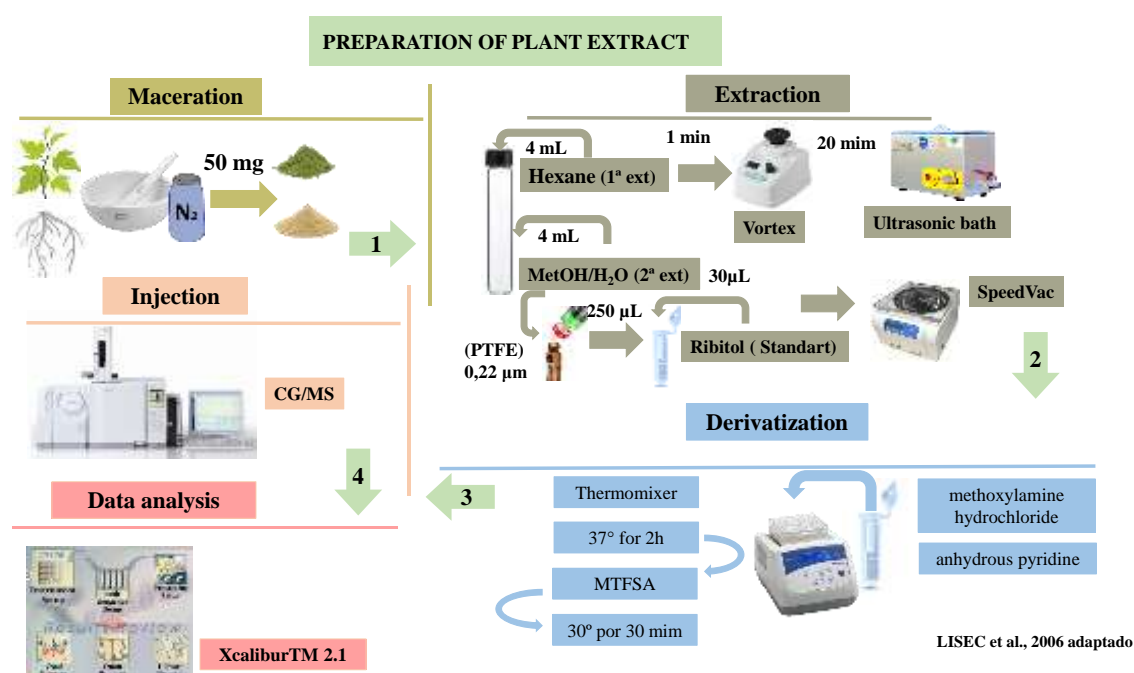 PREPARATION OF PLANT EXTRACT
Maceration
50 mg
N₂
1
Extraction
4 mL
Hexane (1ª ext)
1 min
Vortex
20 mim
Ultrasonic bath
4 mL
MetOH/H₂O (2ª ext)
(PTFE)
0,22 µm
250 µL
30µL
Ribitol ( Standart)
SpeedVac
2
Derivatization
methoxylamine
hydrochloride
anhydrous pyridine
Thermomixer
37° for 2h
MTFSA
30º por 30 mim
3
Injection
CG/MS
4
Data analysis
XcaliburTM 2.1
LISEC et al., 2006 adaptado